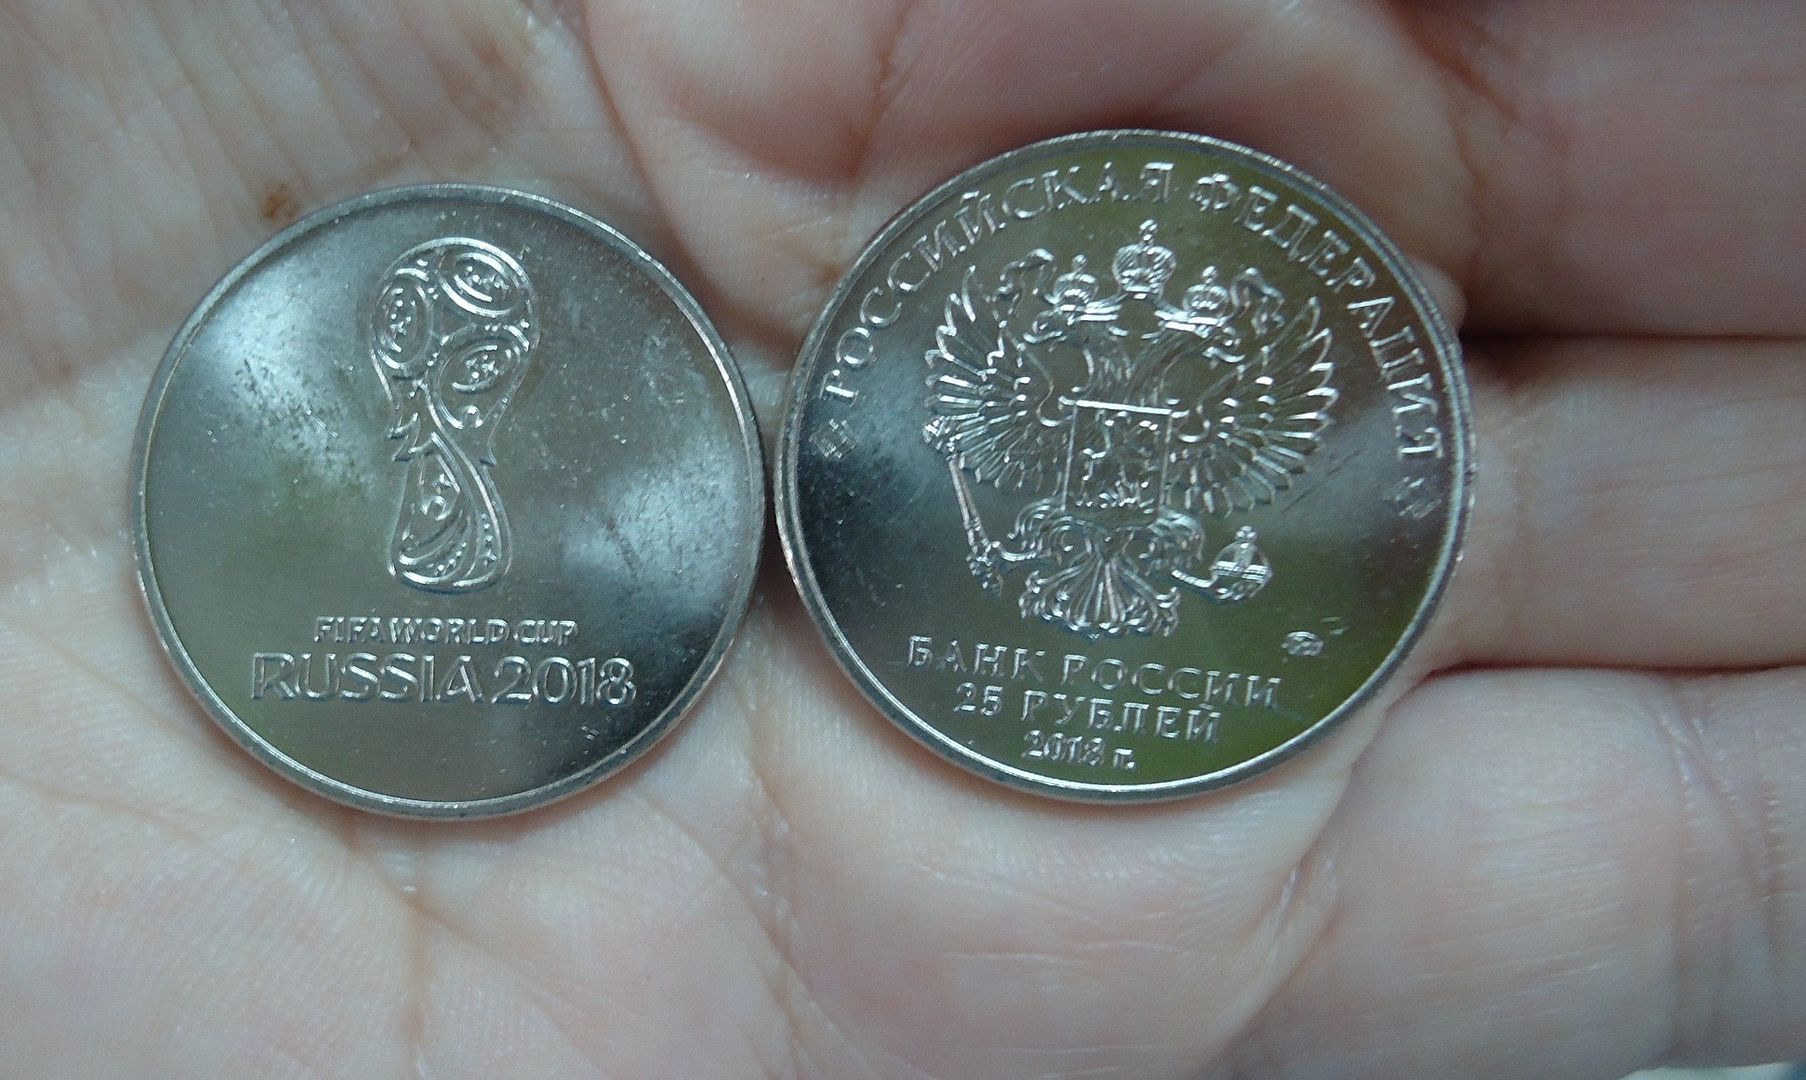 FIFA WORLD CUP
RUSSIA 2018
РОССИЙСКАЯ ФЕДЕРАЦИЯ
БАНК РОССИИ
25 РУБЛЕЙ
2018 г.